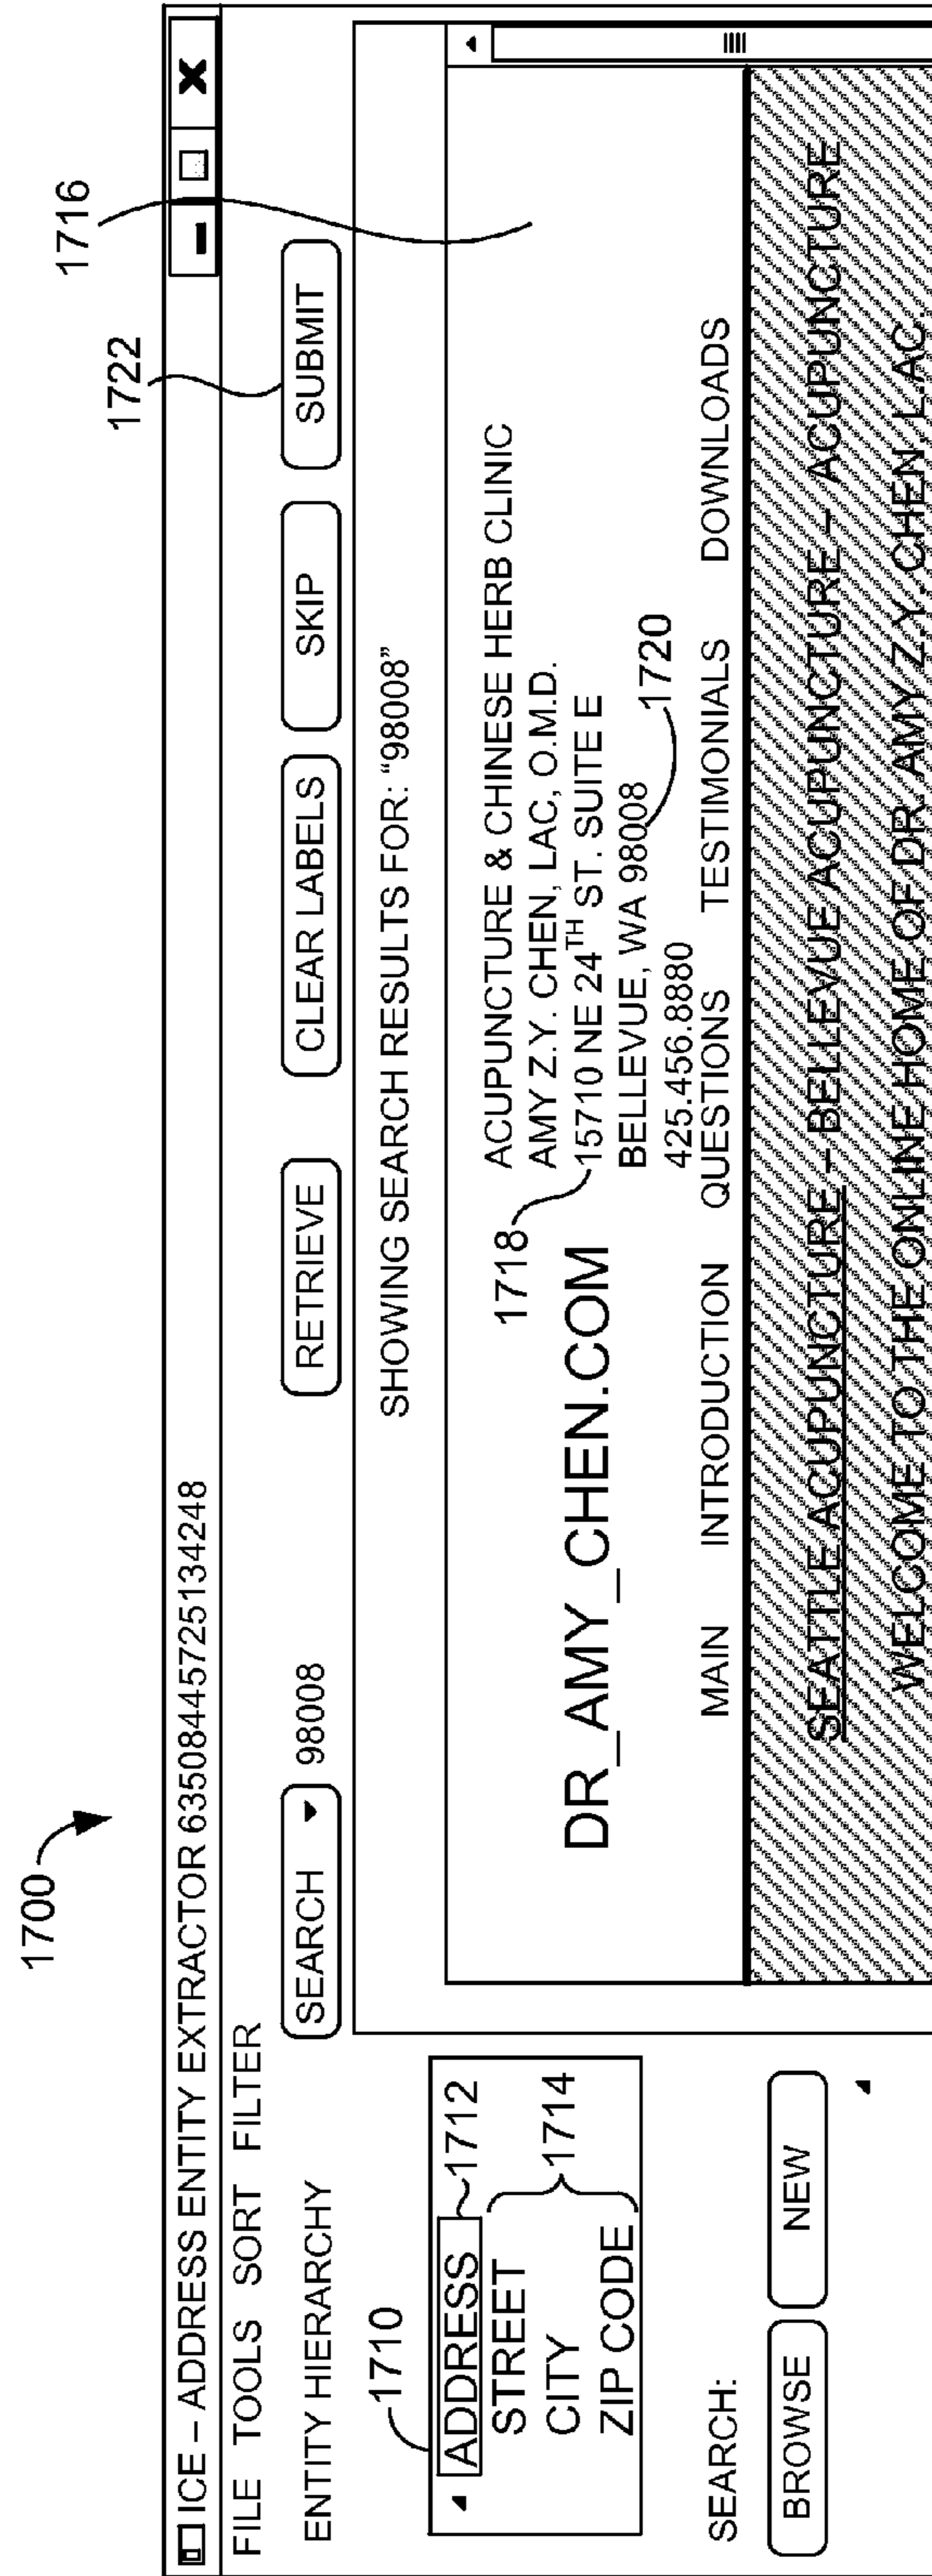 1700
1722
1716
ICE – ADDRESS ENTITY EXTRACTOR 63508445725134248
FILE TOOLS SORT FILTER
ENTITY HIERARCHY
SEARCH 98008 RETRIEVE CLEAR LABELS SKIP SUBMIT
SHOWING SEARCH RESULTS FOR: “98008”
1710
ADDRESS 1712
STREET
CITY
ZIP CODE
1714
SEARCH:
BROWSE NEW
DR_AMY_CHEN.COM
1718
ACUPUNCTURE & CHINESE HERB CLINIC
AMY Z.Y. CHEN, LAC, O.M.D.
15710 NE 24TH ST. SUITE E
BELLEVUE, WA 98008
1720
425.456.8880
MAIN INTRODUCTION QUESTIONS TESTIMONIALS DOWNLOADS
SEATTLE ACUPUNCTURE – BELLEVUE ACUPUNCTURE – ACUPUNCTURE
WELCOME TO THE ONLINE HOME OF DR. AMY Z.Y. CHEN, L.AC.